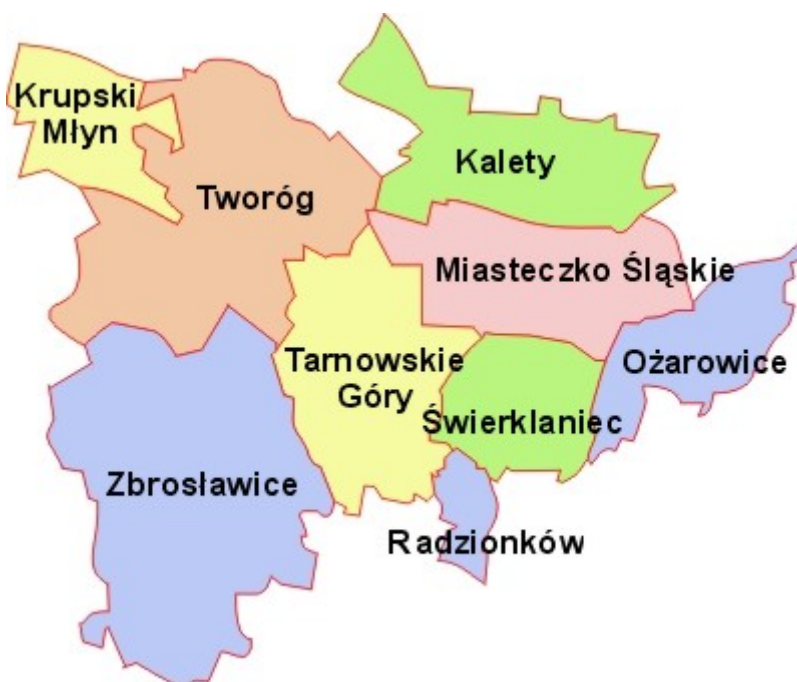 Krupski
Młyn
Kalety
Tworóg
Miasteczko Śląskie
Tarnowskie
Góry
Ożarowice
Świerklaniec
Zbrosławice
Radzionków